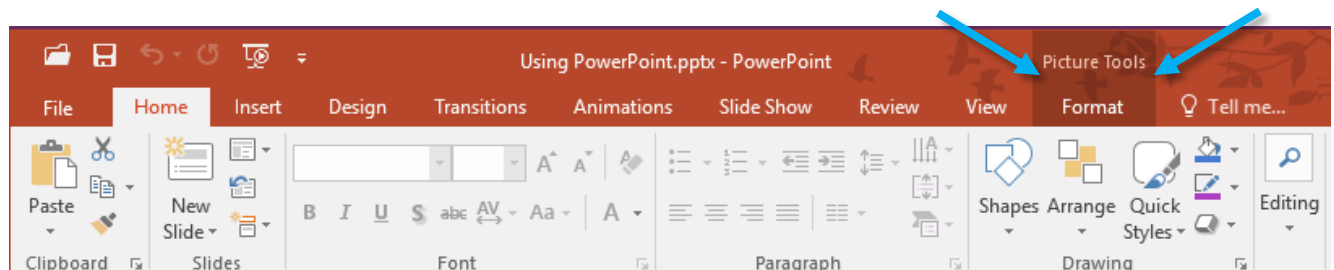 Using PowerPoint.pptx - PowerPoint
Picture Tools
File Home Insert Design Transitions Animations Slide Show Review View Format Tell me...
Paste
New
Slide
A A A
B I U S abc AV Aa A
Shapes Arrange Quick
Styles
Editing
Clipboard Slides Font Paragraph Drawing